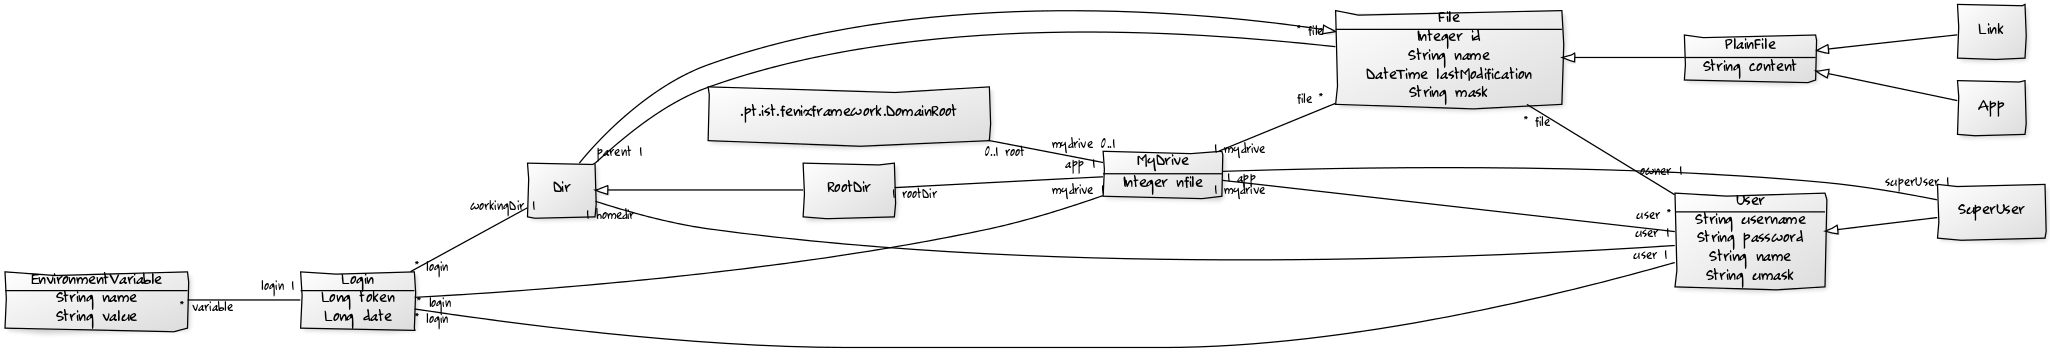 File
Integer id
String name
DateTime lastModification
String mask
* file
PlainFile
String content
Link
App
.pt.ist.fenixframework.DomainRoot
0..1 root
mydrive 0..1
file *
1 mydrive
* file
parent 1
Dir
RootDir
1 rootDir
app 1
MyDrive
Integer nfile
mydrive 1
1 app
1 mydrive
owner 1
superUser 1
SuperUser
workingDir 1
1 homedir
user *
user 1
user 1
User
String username
String password
String name
String umask
EnvironmentVariable
String name
String value
* variable
login 1
Login
Long token
Long date
* login
* login
* login